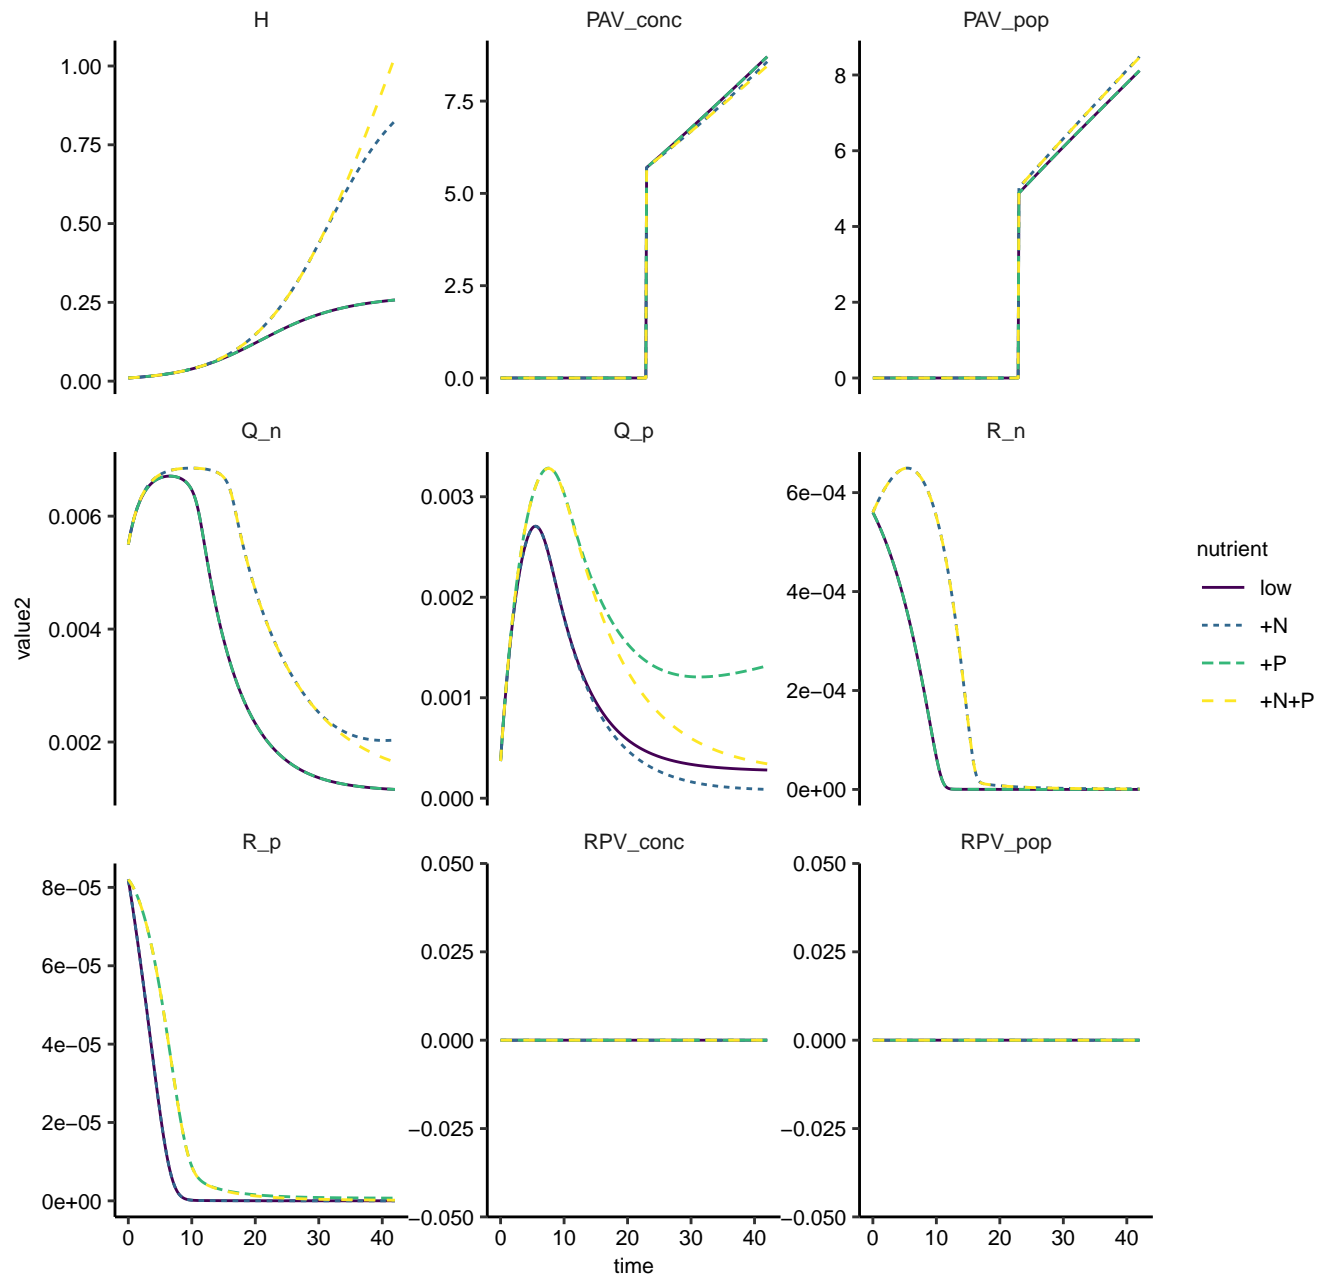 H
PAV_conc
PAV_pop
1.00
0.75
0.50
0.25
0.00
7.5
5.0
2.5
0.0
8
6
4
2
0
Q_n
Q_p
R_n
0.006
0.004
0.002
0.003
0.002
0.001
0.000
6e−04
4e−04
2e−04
0e+00
R_p
RPV_conc
RPV_pop
8e−05
6e−05
4e−05
2e−05
0e+00
0.050
0.025
0.000
−0.025
−0.050
0.050
0.025
0.000
−0.025
−0.050
0 10 20 30 40
0 10 20 30 40
0 10 20 30 40
time
value2
nutrient
low
+N
+P
+N+P